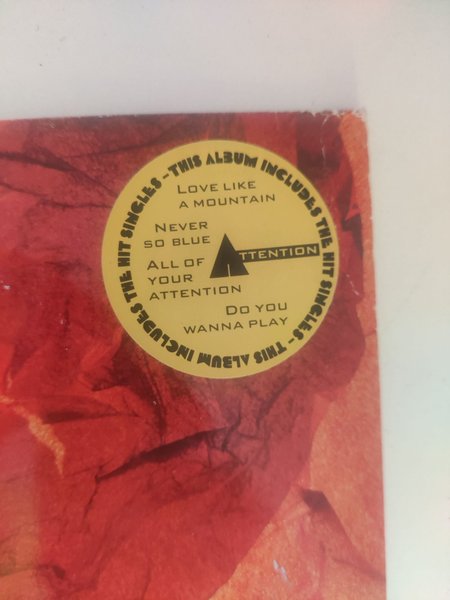 THIS ALBUM INCLUDES THE HIT SINGLES -
THIS ALBUM INCLUDES THE HIT SINGLES -
LOVE LIKE
A MOUNTAIN
NEVER
SO BLUE
ATTENTION
ALL OF
YOUR
ATTENTION
DO YOU
WANNA PLAY